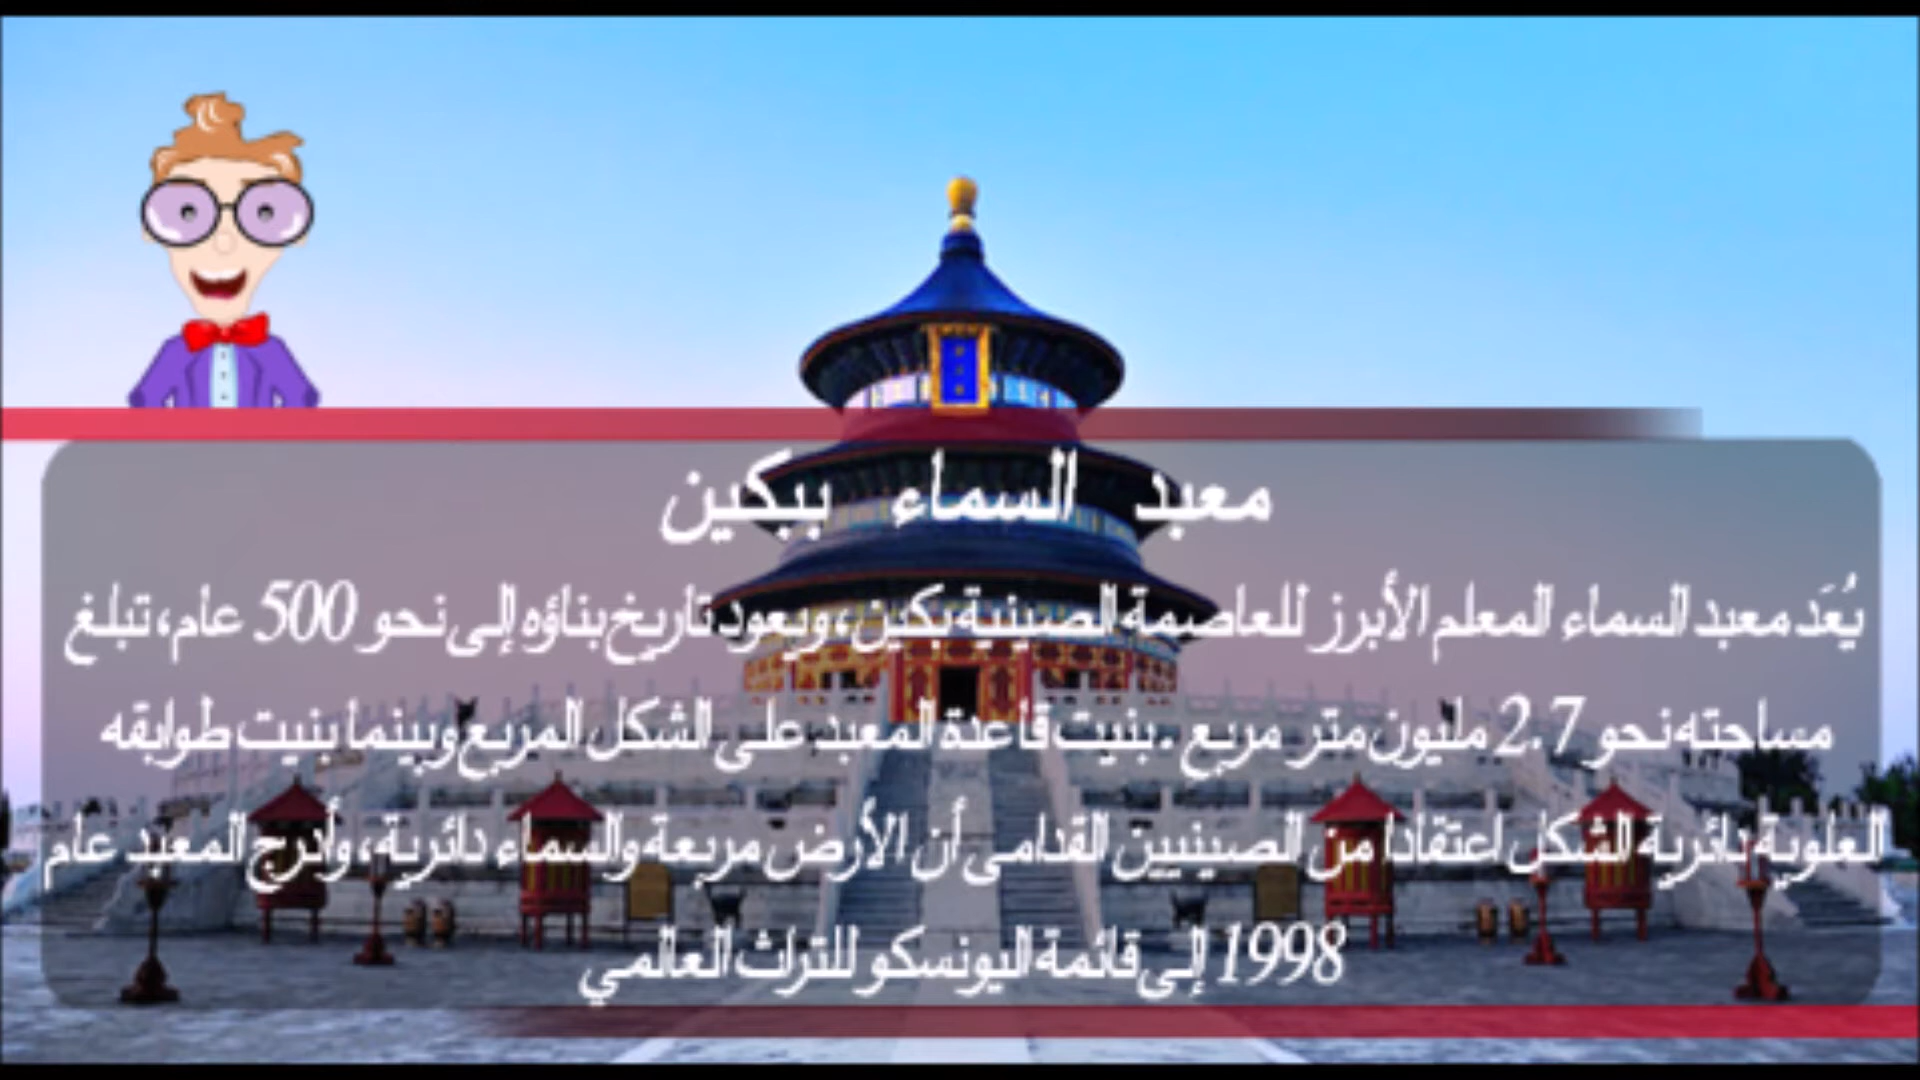 معبد السماء ببكين
يُعَد معبد السماء المعلم الأبرز للعاصمة الصينية بكين، ويعود تاريخ بناؤه إلى نحو 500 عام، تبلغ
مساحته نحو 2.7 مليون متر مربع . بنيت قاعدة المعبد على الشكل المربع وبينما بنيت طوابقه
العلوية دائرية الشكل اعتقادا من الصينيين القدامى أن الأرض مربعة والسماء دائرية، وأدرج المعبد عام
1998 إلى قائمة اليونسكو للتراث العالمي